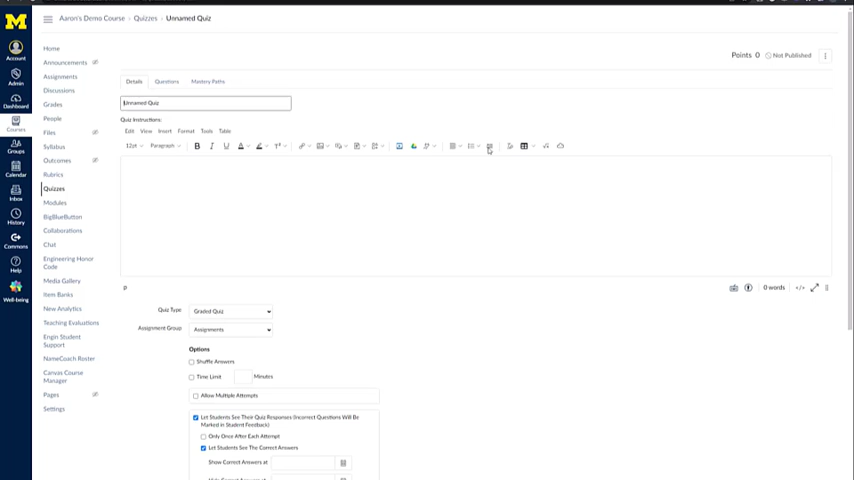 Aaron's Demo Course > Quizzes > Unnamed Quiz
M
Account
Admin
Dashboard
Courses
Groups
Calendar
Inbox
History
Commons
Help
Well-being
Home
Announcements
Assignments
Discussions
Grades
People
Files
Syllabus
Outcomes
Rubrics
Quizzes
Modules
BigBlueButton
Collaborations
Chat
Engineering Honor
Code
Media Gallery
Item Banks
New Analytics
Teaching Evaluations
Engin Student
Support
NameCoach Roster
Canvas Course
Manager
Pages
Settings
Points 0 Not Published
Details Questions Mastery Paths
Unnamed Quiz
Quiz Instructions:
Edit View Insert Format Tools Table
12pt Paragraph B I U A
p 0 words </>
Quiz Type Graded Quiz
Assignment Group Assignments
Options
Shuffle Answers
Time Limit Minutes
Allow Multiple Attempts
Let Students See Their Quiz Responses (Incorrect Questions Will Be
Marked in Student Feedback)
Only Once After Each Attempt
Let Students See The Correct Answers
Show Correct Answers at